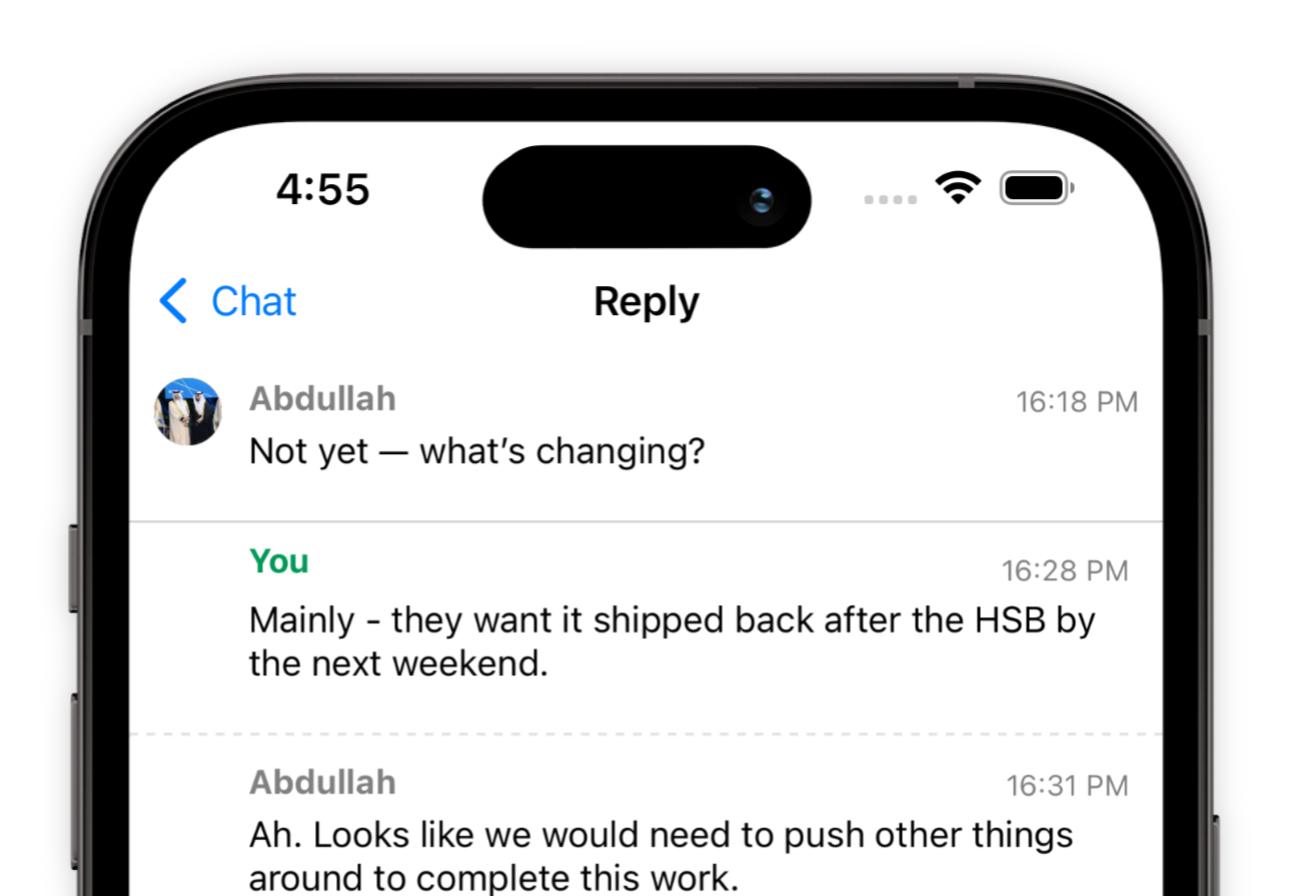 4:55
Chat
Reply
Abdullah
16:18 PM
Not yet — what’s changing?
You
16:28 PM
Mainly - they want it shipped back after the HSB by
the next weekend.
Abdullah
16:31 PM
Ah. Looks like we would need to push other things
around to complete this work.